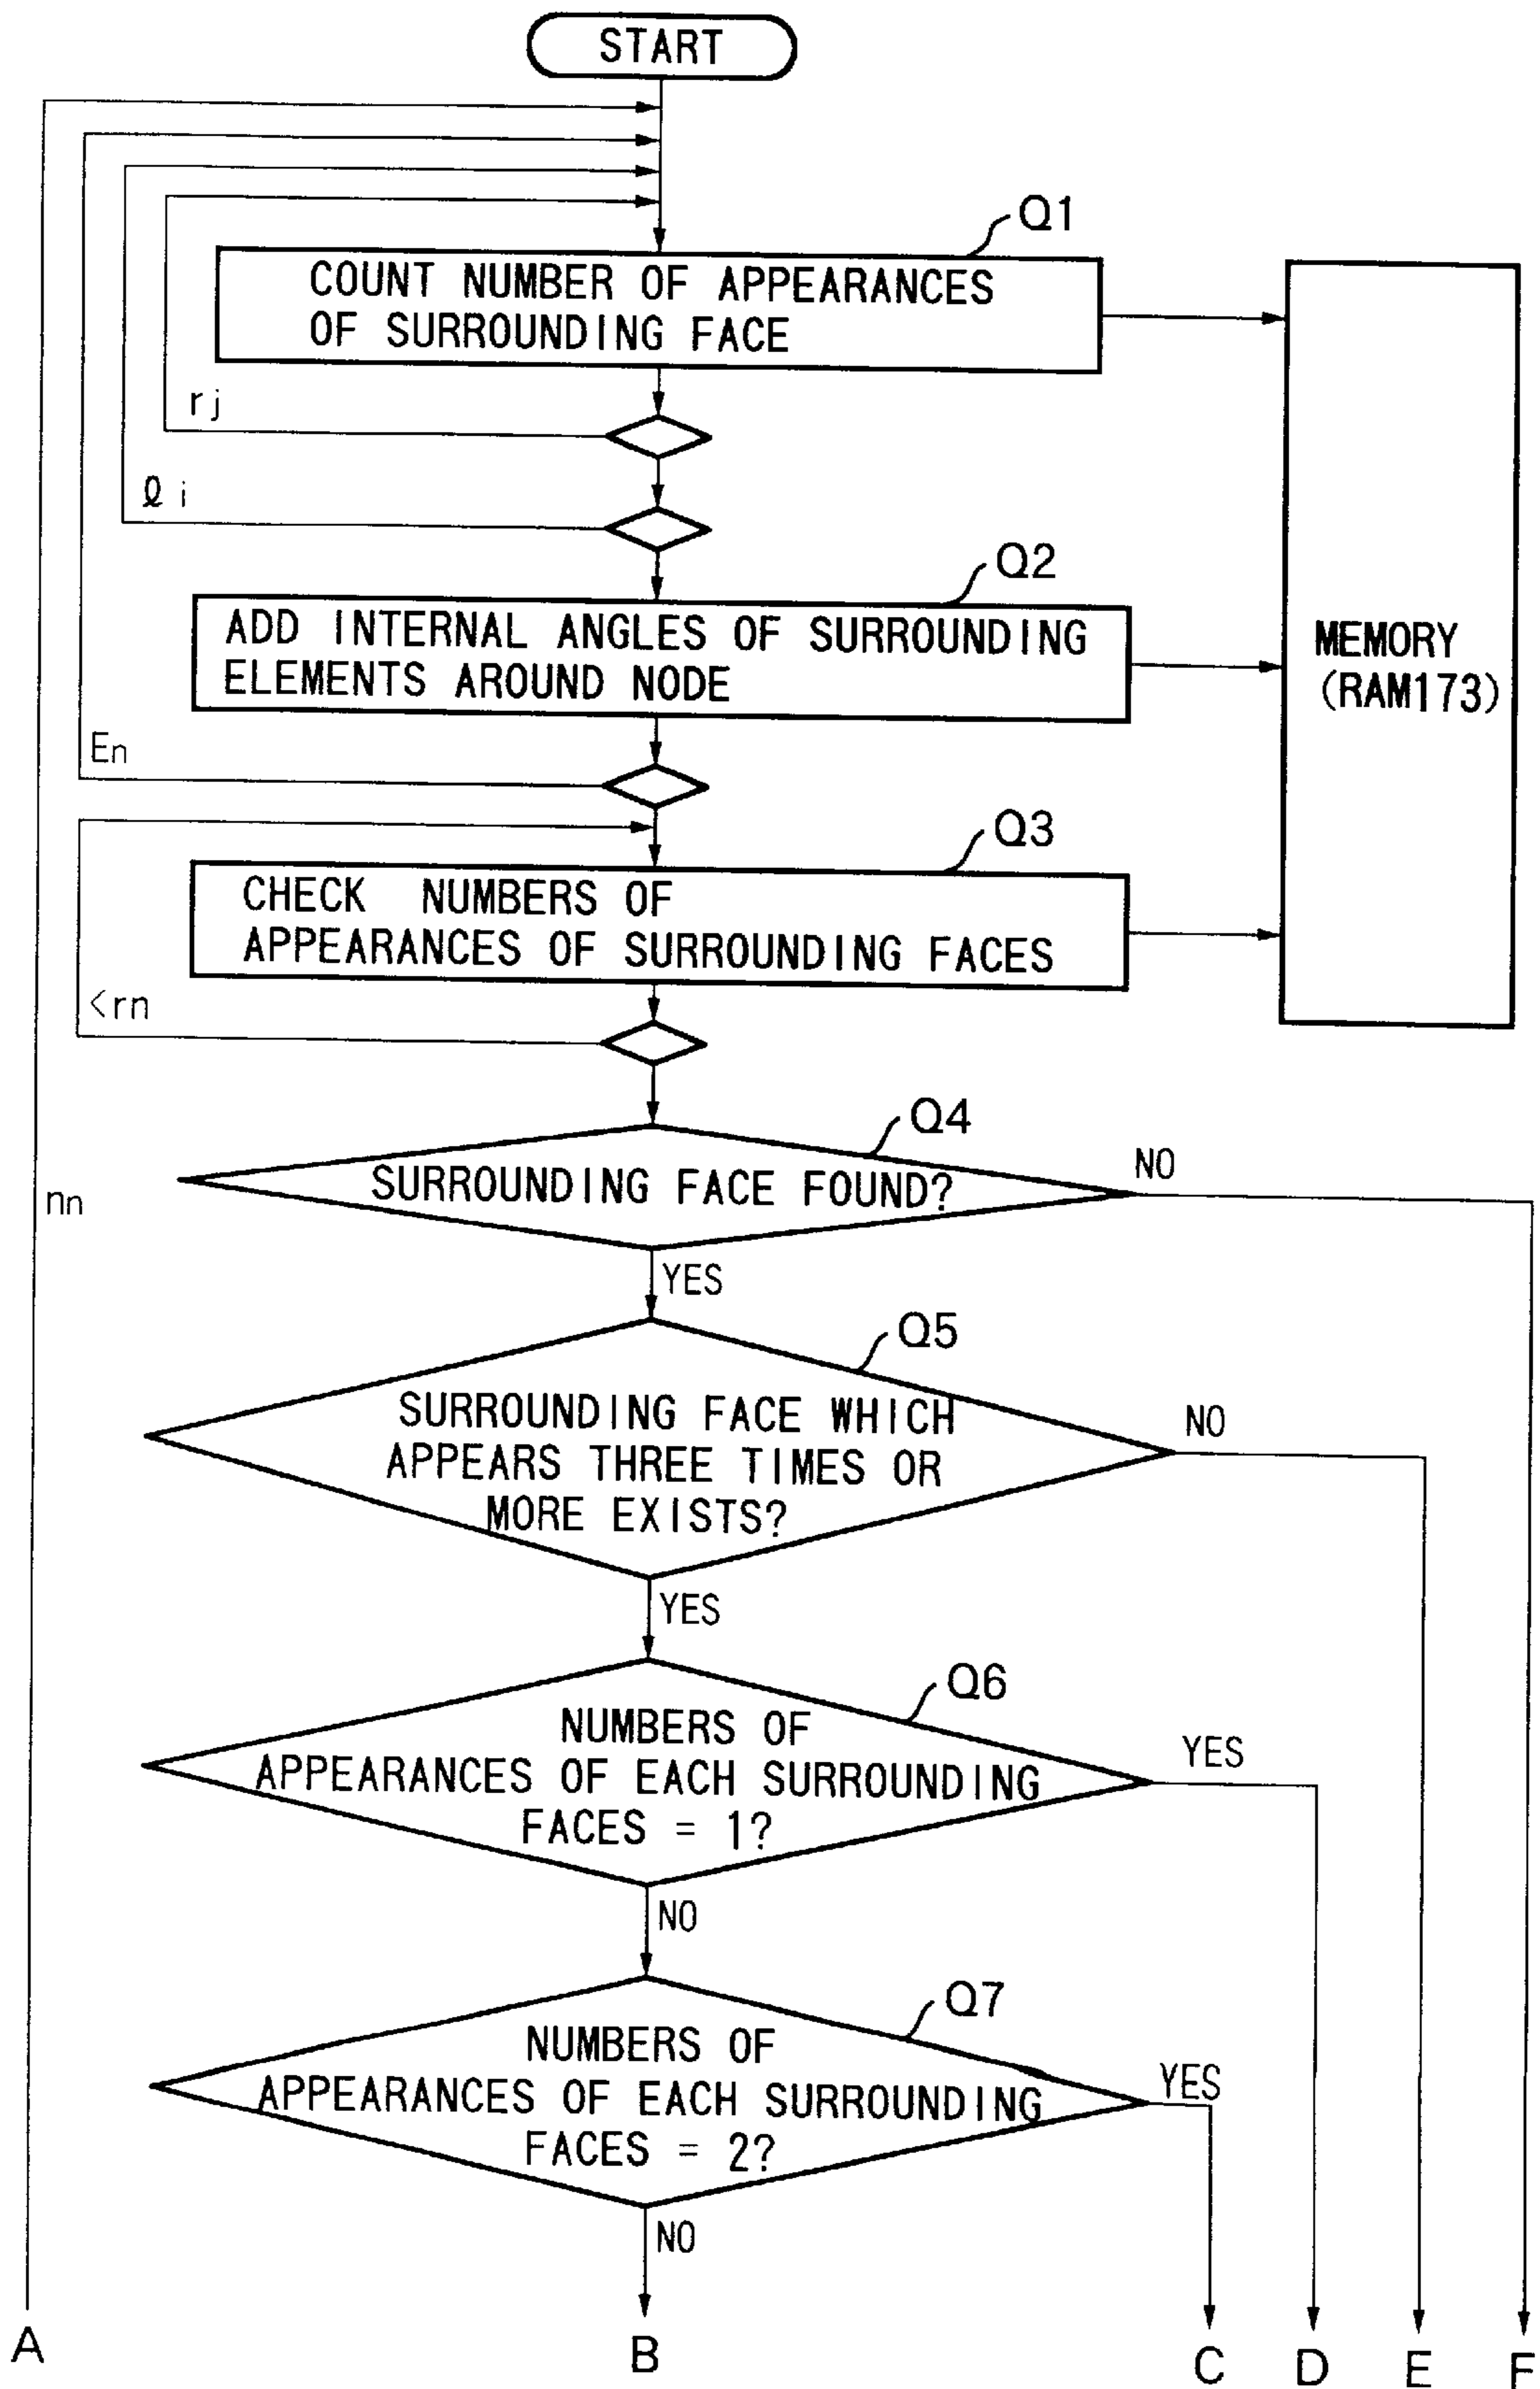 START
Q1
COUNT NUMBER OF APPEARANCES
OF SURROUNDING FACE
rj
ℓi
Q2
ADD INTERNAL ANGLES OF SURROUNDING
ELEMENTS AROUND NODE
MEMORY
(RAM173)
En
Q3
CHECK NUMBERS OF
APPEARANCES OF SURROUNDING FACES
<rn
Q4
SURROUNDING FACE FOUND?
NO
nn
YES
Q5
SURROUNDING FACE WHICH
APPEARS THREE TIMES OR
MORE EXISTS?
NO
YES
Q6
NUMBERS OF
APPEARANCES OF EACH SURROUNDING
FACES = 1?
YES
NO
Q7
NUMBERS OF
APPEARANCES OF EACH SURROUNDING
FACES = 2?
YES
NO
A
B
C
D
E
F